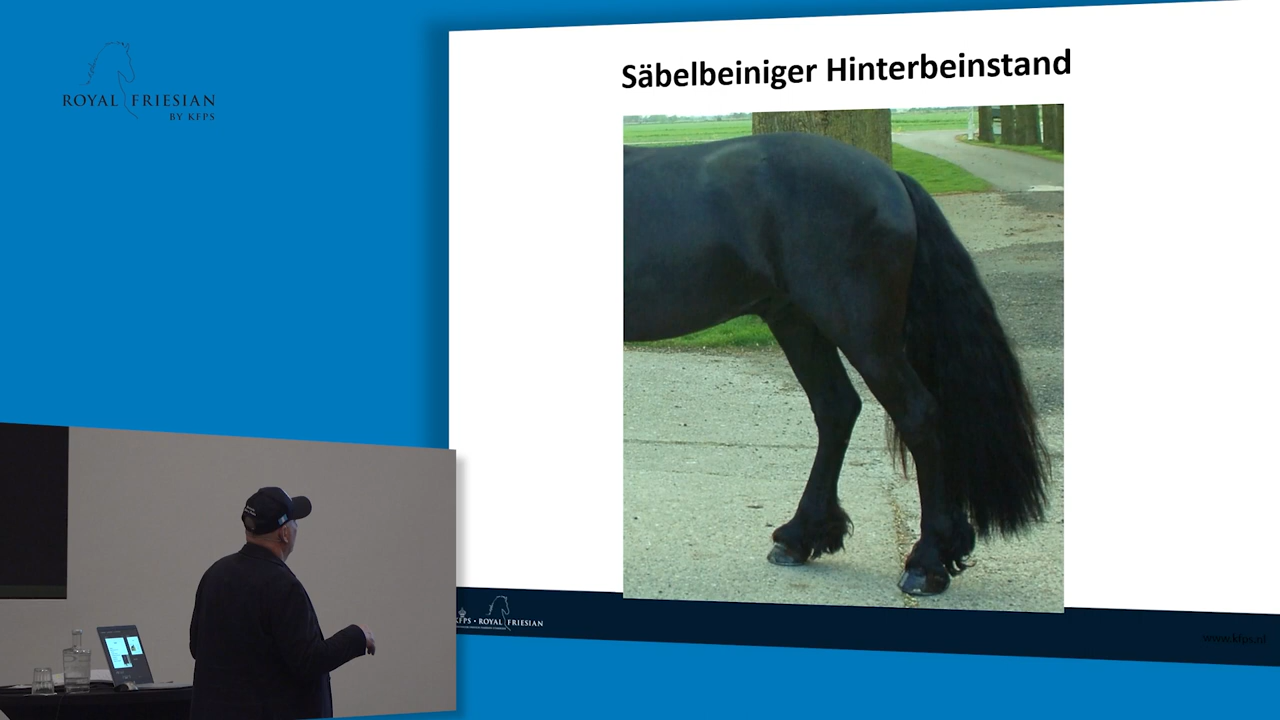 ROYAL FRIESIAN
BY KFPS
Säbelbeiniger Hinterbeinstand
KFPS • ROYAL FRIESIAN
www.kfps.nl